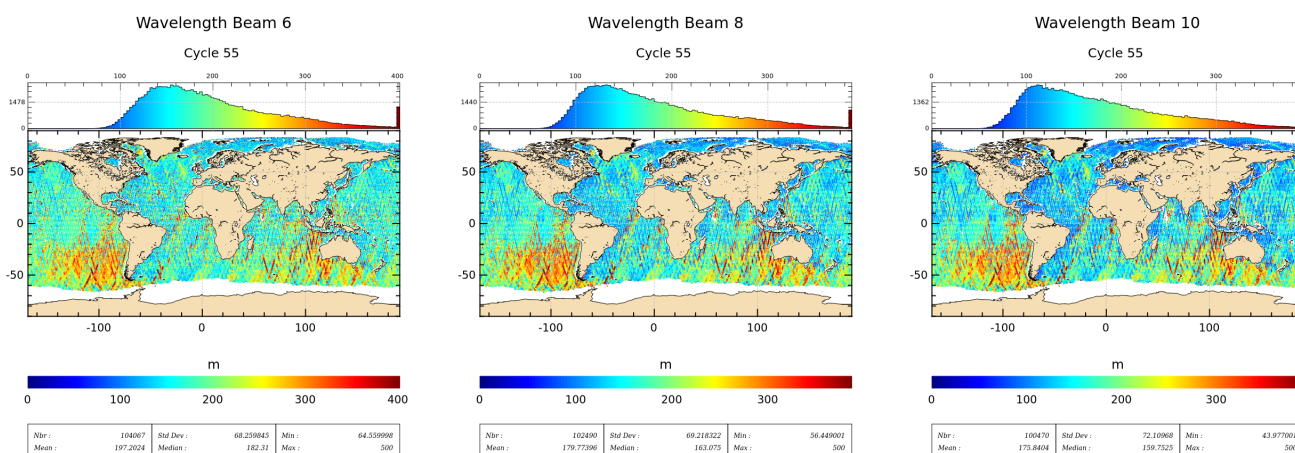 Wavelength Beam 6
Cycle 55
0 100 200 300 400
1478
0
50
0
-50
-100 0 100
m
0 100 200 300 400
Nbr : 104067 Std Dev : 68.259845 Min : 64.559998
Mean : 197.2024 Median : 182.31 Max : 500
Wavelength Beam 8
Cycle 55
0 100 200 300
1440
0
50
0
-50
-100 0 100
m
0 100 200 300
Nbr : 102490 Std Dev : 69.218322 Min : 56.449001
Mean : 179.77396 Median : 163.075 Max : 500
Wavelength Beam 10
Cycle 55
0 100 200 300
1362
0
50
0
-50
-100 0 100
m
0 100 200 300
Nbr : 100470 Std Dev : 72.10968 Min : 43.977001
Mean : 175.8404 Median : 159.7525 Max : 500